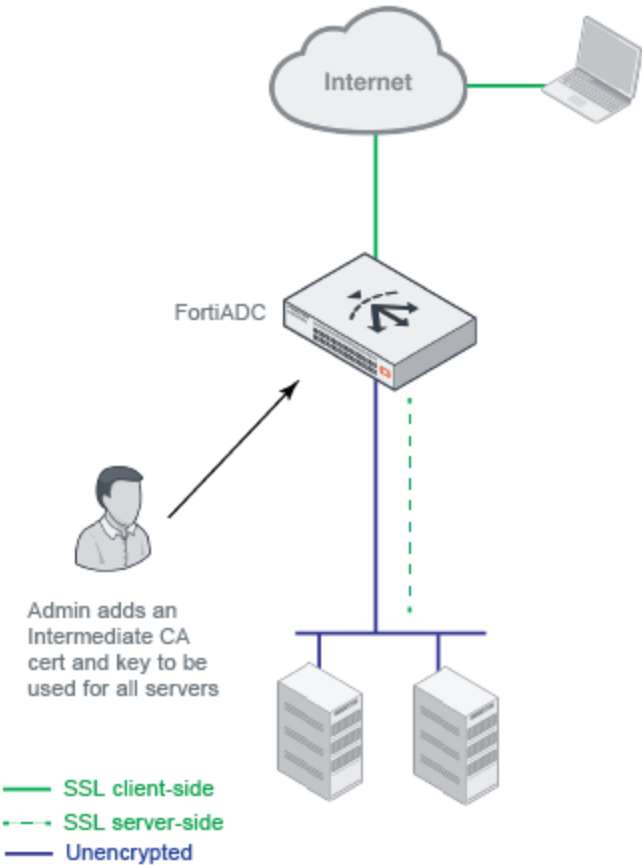 Internet
FortiADC
Admin adds an
Intermediate CA
cert and key to be
used for all servers
SSL client-side
SSL server-side
Unencrypted